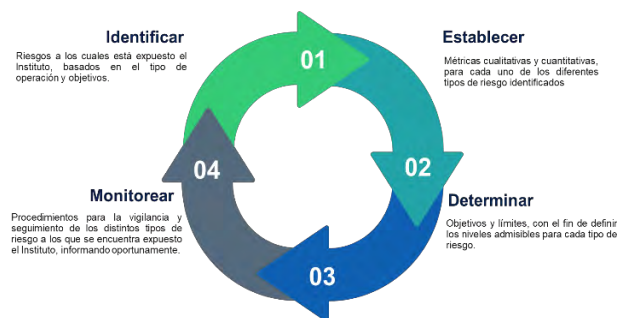 Identificar
Riesgos a los cuales está expuesto el
Instituto, basados en el tipo de
operación y objetivos.
01
Establecer
Métricas cualitativas y cuantitativas,
para cada uno de los diferentes
tipos de riesgo identificados
02
Determinar
Objetivos y límites, con el fin de definir
los niveles admisibles para cada tipo de
riesgo.
03
04
Monitorear
Procedimientos para la vigilancia y
seguimiento de los distintos tipos de
riesgo a los que se encuentra expuesto
el Instituto, informando oportunamente.